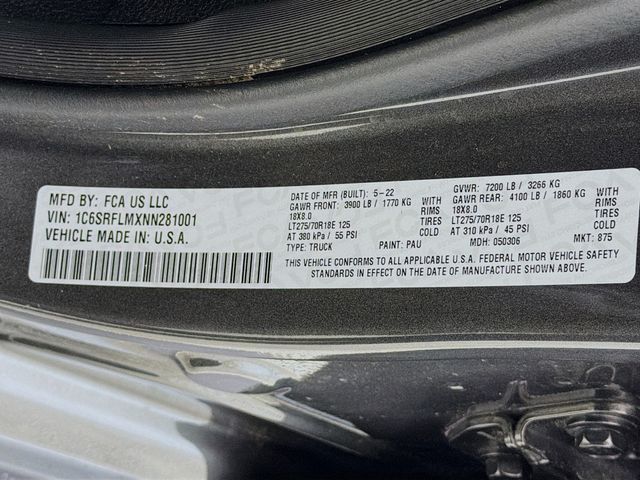 MFD BY: FCA US LLC
VIN: 1C6SRFLMXNN281001
VEHICLE MADE IN U.S.A.
DATE OF MFR (BUILT): 5-22 GVWR: 7200 LB / 3266 KG
GAWR FRONT: 3900 LB / 1770 KG WITH GAWR REAR: 4100 LB / 1860 KG WITH
18X8.0 RIMS 18X8.0 RIMS
LT275/70R18E 125 TIRES LT275/70R18E 125 TIRES
AT 380 kPa / 55 PSI COLD AT 310 kPa / 45 PSI COLD
TYPE: TRUCK PAINT: PAU MDH: 050306 MKT: 875
THIS VEHICLE CONFORMS TO ALL APPLICABLE U.S.A. FEDERAL MOTOR VEHICLE SAFETY
STANDARDS IN EFFECT ON THE DATE OF MANUFACTURE SHOWN ABOVE.